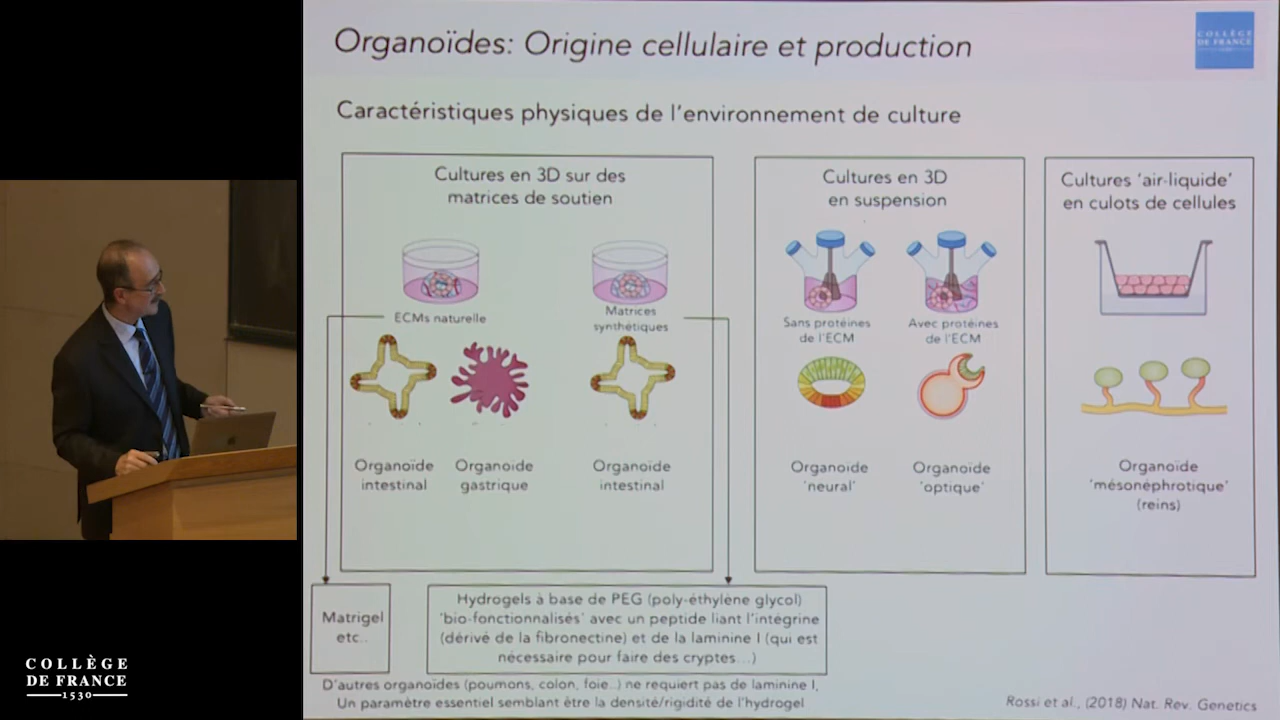 Organoïdes: Origine cellulaire et production
COLLÈGE
DE FRANCE
1530
Caractéristiques physiques de l'environnement de culture
Cultures en 3D sur des
matrices de soutien
ECMs naturelle
Matrices
synthétiques
Organoïde
intestinal
Organoïde
gastrique
Organoïde
intestinal
Cultures en 3D
en suspension
Sans protéines
de l'ECM
Avec protéines
de l'ECM
Organoïde
'neural'
Organoïde
'optique'
Cultures 'air-liquide'
en culots de cellules
Organoïde
'mésonéphrotique'
(reins)
Matrigel
etc..
Hydrogels à base de PEG (poly-éthylène glycol)
'bio-fonctionnalisés' avec un peptide liant l'intégrine
(dérivé de la fibronectine) et de la laminine I (qui est
nécessaire pour faire des cryptes...)
D'autres organoïdes (poumons, colon, foie..) ne requiert pas de laminine I,
Un paramètre essentiel semblant être la densité/rigidité de l'hydrogel
Rossi et al., (2018) Nat. Rev. Genetics
COLLÈGE
DE FRANCE
1530